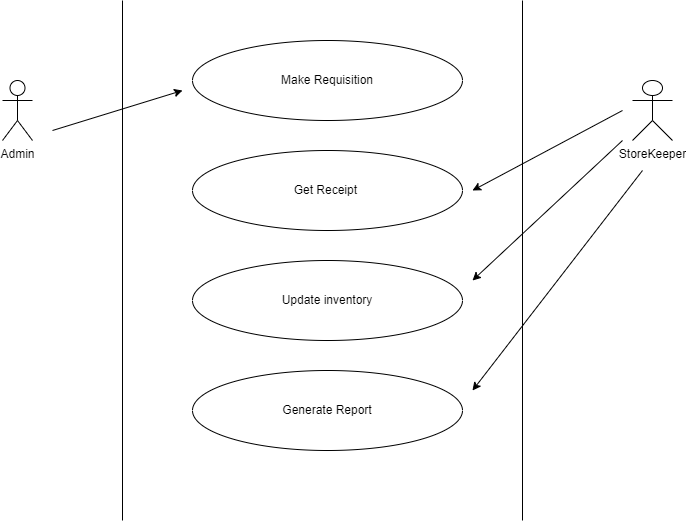 Make Requisition
Admin
StoreKeeper
Get Receipt
Update inventory
Generate Report